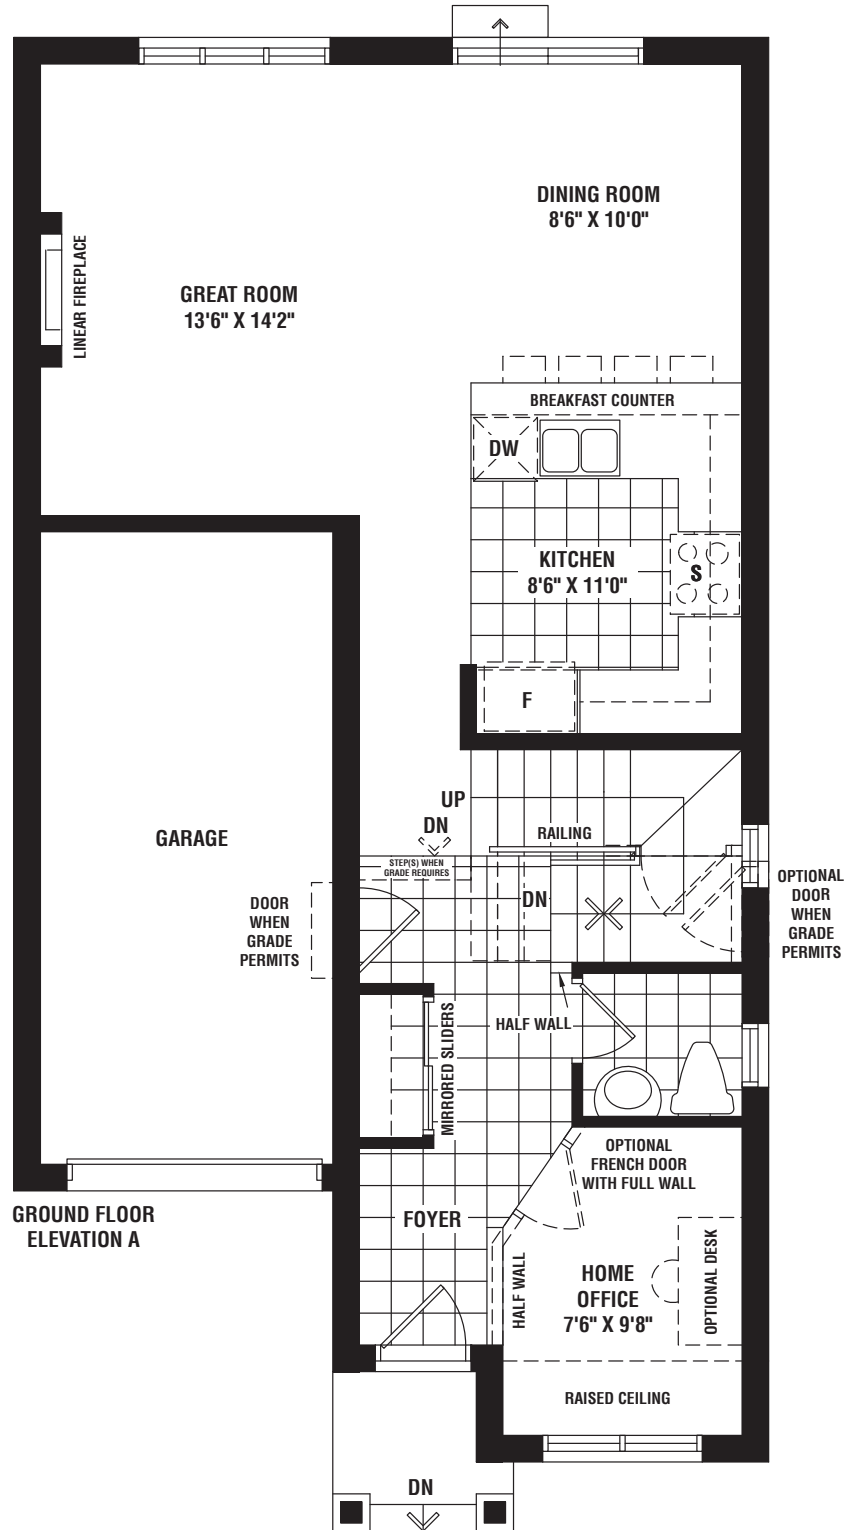 DINING ROOM
8'6" X 10'0"
LINEAR FIREPLACE
GREAT ROOM
13'6" X 14'2"
BREAKFAST COUNTER
DW
KITCHEN
8'6" X 11'0"
S
F
UP
DN
RAILING
STEP(S) WHEN
GRADE REQUIRES
GARAGE
DOOR
WHEN
GRADE
PERMITS
DN
OPTIONAL
DOOR
WHEN
GRADE
PERMITS
HALF WALL
MIRRORED SLIDERS
OPTIONAL
FRENCH DOOR
WITH FULL WALL
GROUND FLOOR
ELEVATION A
FOYER
HALF WALL
HOME
OFFICE
7'6" X 9'8"
OPTIONAL DESK
RAISED CEILING
DN